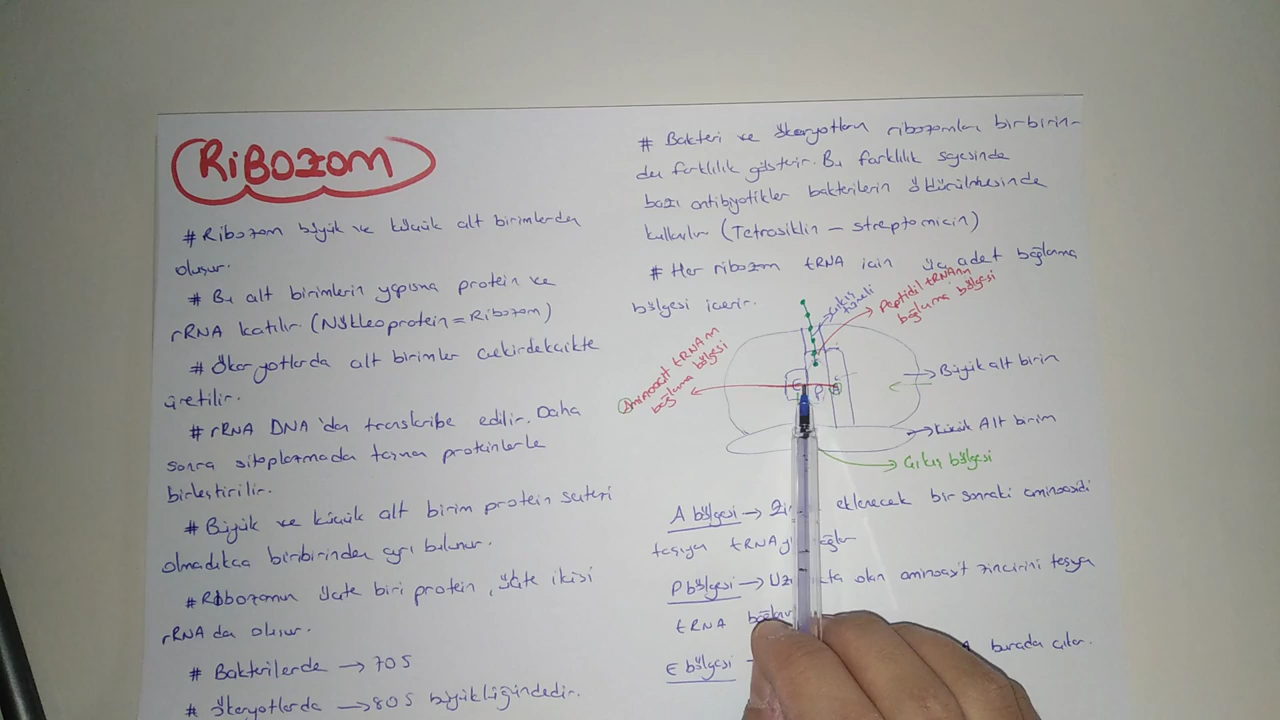 RiBOZOM
# Ribozom büyük ve küçük alt birimlerden
oluşur.
# Bu alt birimlerin yapısına protein ve
rRNA katılır (Nükleoprotein = Ribozom)
# Ökaryotlarda alt birimler çekirdekçikte
üretilir.
# rRNA DNA'dan transkribe edilir. Daha
sonra sitoplazmada taşınan proteinlerle
birleştirilir.
# Büyük ve küçük alt birim protein sentezi
olmadıkça birbirinden ayrı bulunur.
# Ribozomun üçte biri protein, üçte ikisi
rRNA dan oluşur.
# Bakterilerde → 70S
# Ökaryotlarda → 80S büyüklüğündedir.
# Bakteri ve ökaryotların ribozomları birbirin-
den farklılık gösterir. Bu farklılık sayesinde
bazı antibiyotikler bakterilerin öldürülmesinde
kullanılır (Tetrasiklin - streptomicin)
# Her ribozom tRNA için üç adet bağlanma
bölgesi içerir.
Çıkış
tüneli
Peptidil tRNA'nın
bağlanma bölgesi
Aminoaçil tRNA'nın
bağlanma bölgesi
E P A
Büyük alt birim
Küçük Alt birim
Çıkış bölgesi
A bölgesi → eklenecek bir sonraki aminoasidi
taşıyan tRNA'yı
P bölgesi → olan aminoasit zincirini taşıyan
tRNA
E bölgesi burada çıkar.